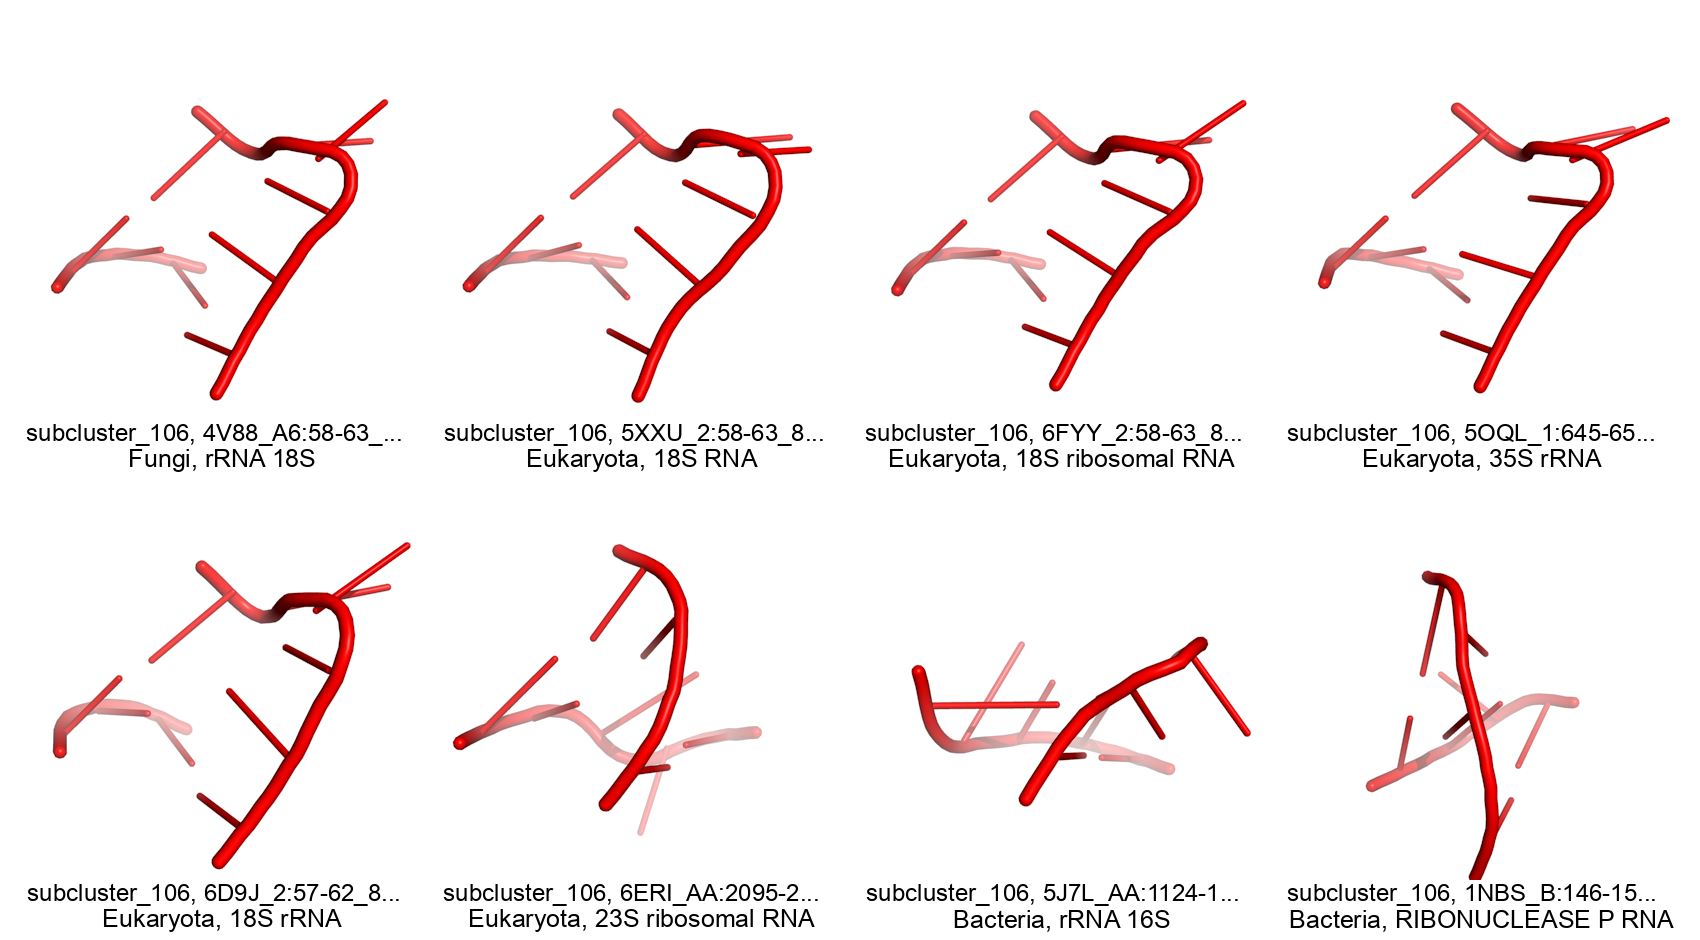 subcluster_106, 4V88_A6:58-63_...
Fungi, rRNA 18S
subcluster_106, 5XXU_2:58-63_8...
Eukaryota, 18S RNA
subcluster_106, 6FYY_2:58-63_8...
Eukaryota, 18S ribosomal RNA
subcluster_106, 5OQL_1:645-65...
Eukaryota, 35S rRNA
subcluster_106, 6D9J_2:57-62_8...
Eukaryota, 18S rRNA
subcluster_106, 6ERI_AA:2095-2...
Eukaryota, 23S ribosomal RNA
subcluster_106, 5J7L_AA:1124-1...
Bacteria, rRNA 16S
subcluster_106, 1NBS_B:146-15...
Bacteria, RIBONUCLEASE P RNA